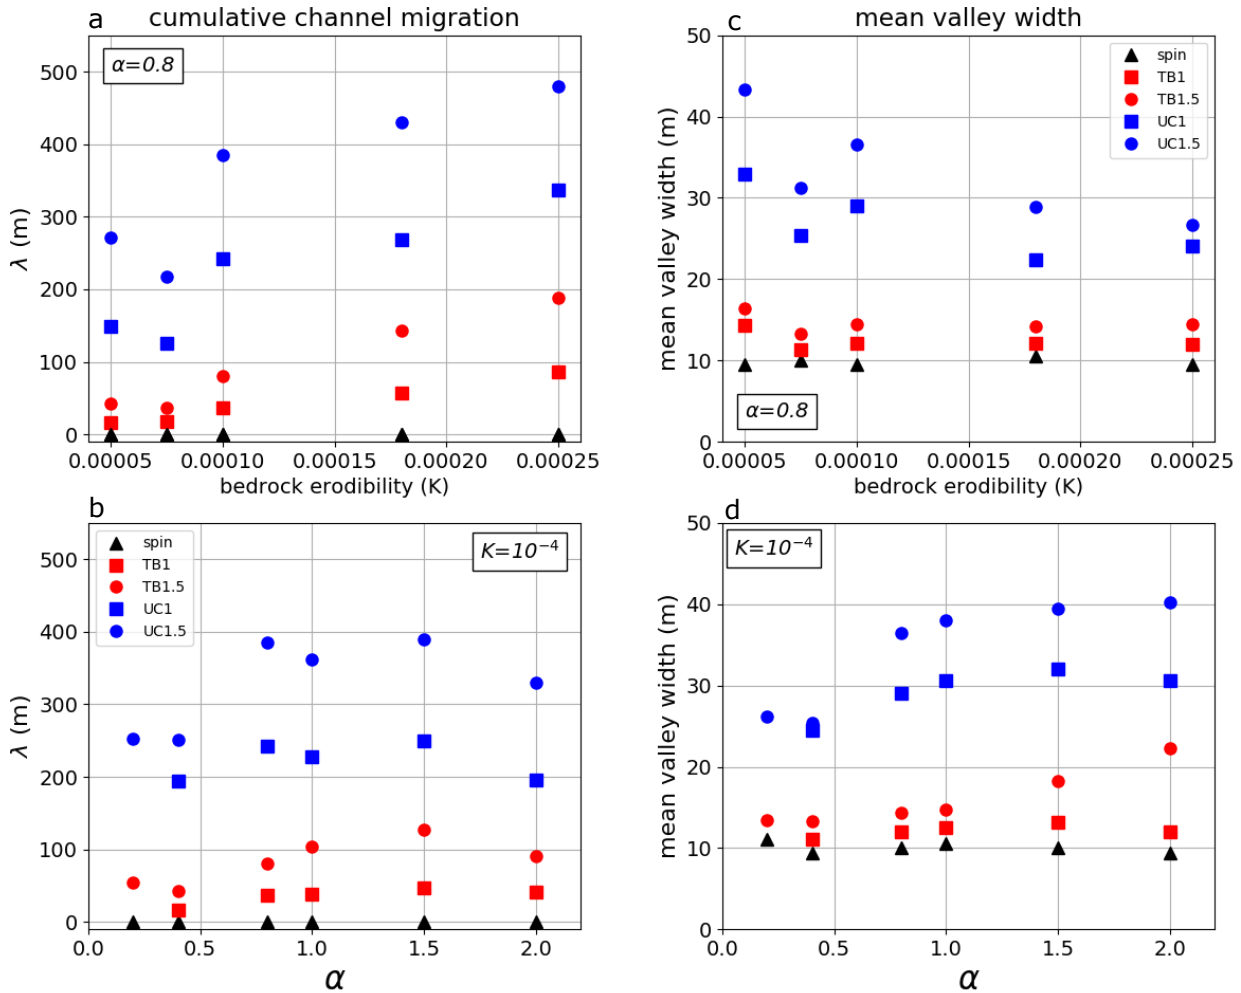 a
cumulative channel migration
α=0.8
500
400
300
200
100
0
λ (m)
0.00005 0.00010 0.00015 0.00020 0.00025
bedrock erodibility (K)
c
mean valley width
50
40
30
20
10
0
mean valley width (m)
spin
TB1
TB1.5
UC1
UC1.5
α=0.8
0.00005 0.00010 0.00015 0.00020 0.00025
bedrock erodibility (K)
b
500
400
300
200
100
0
λ (m)
spin
TB1
TB1.5
UC1
UC1.5
K=10⁻⁴
0.0 0.5 1.0 1.5 2.0
α
d
50
40
30
20
10
0
mean valley width (m)
K=10⁻⁴
0.0 0.5 1.0 1.5 2.0
α